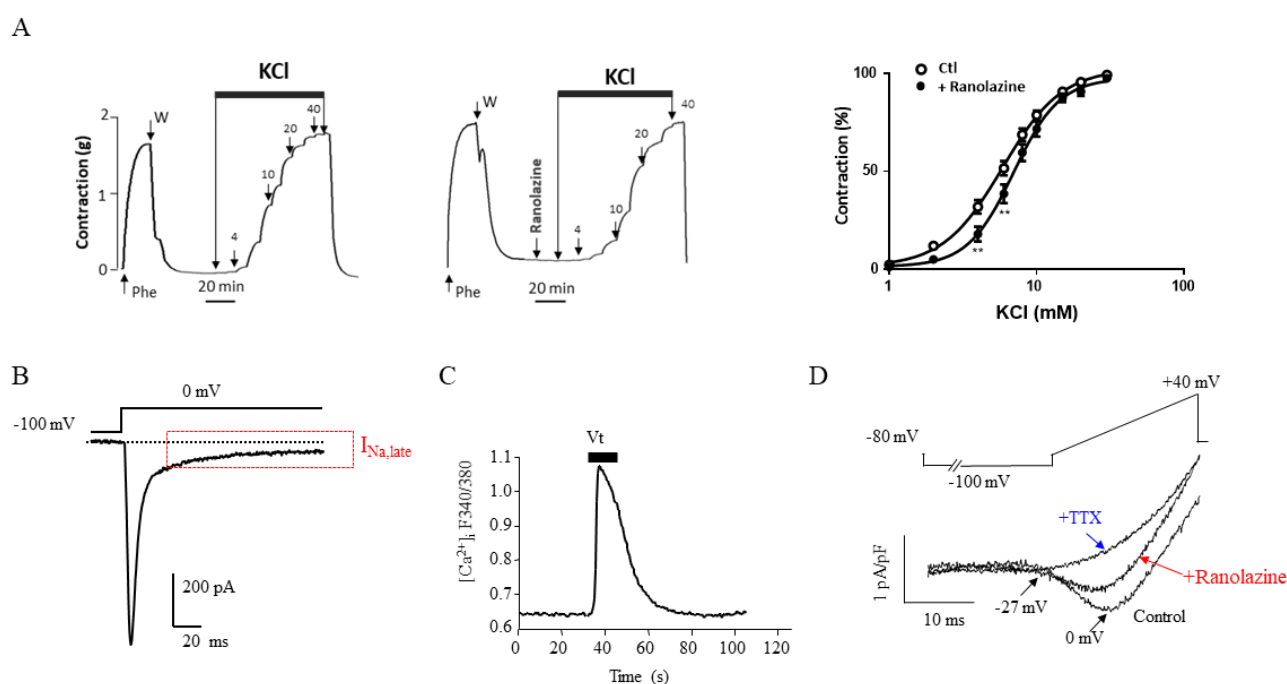 A
KCl
W
40
20
10
4
2
1
0
Contraction (g)
Phe
20 min
KCl
W
40
20
10
4
Ranolazine
Phe
20 min
Ctl
+ Ranolazine
100
50
0
Contraction (%)
**
**
1
10
100
KCl (mM)
B
0 mV
-100 mV
I Na,late
200 pA
20 ms
C
Vt
1.1
1.0
0.9
0.8
0.7
0.6
[Ca²⁺]i F340/380
0 20 40 60 80 100 120
Time (s)
D
+40 mV
-80 mV
-100 mV
+TTX
+Ranolazine
1 pA/pF
10 ms
-27 mV
Control
0 mV